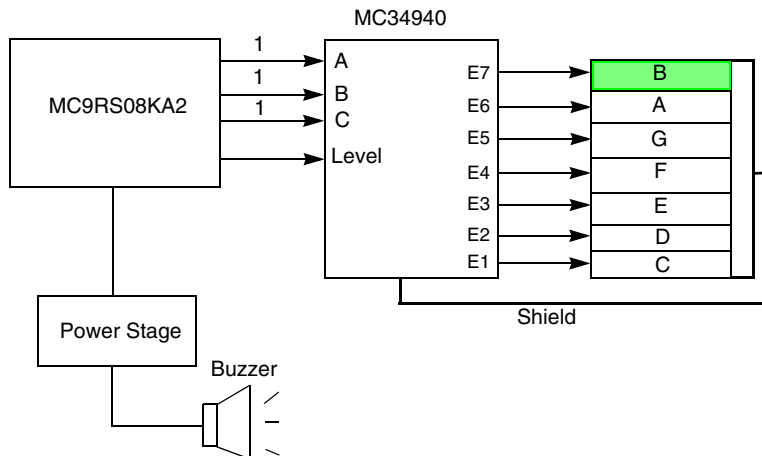 MC34940
MC9RS08KA2
1
1
1
A
B
C
Level
E7
E6
E5
E4
E3
E2
E1
B
A
G
F
E
D
C
Shield
Power Stage
Buzzer